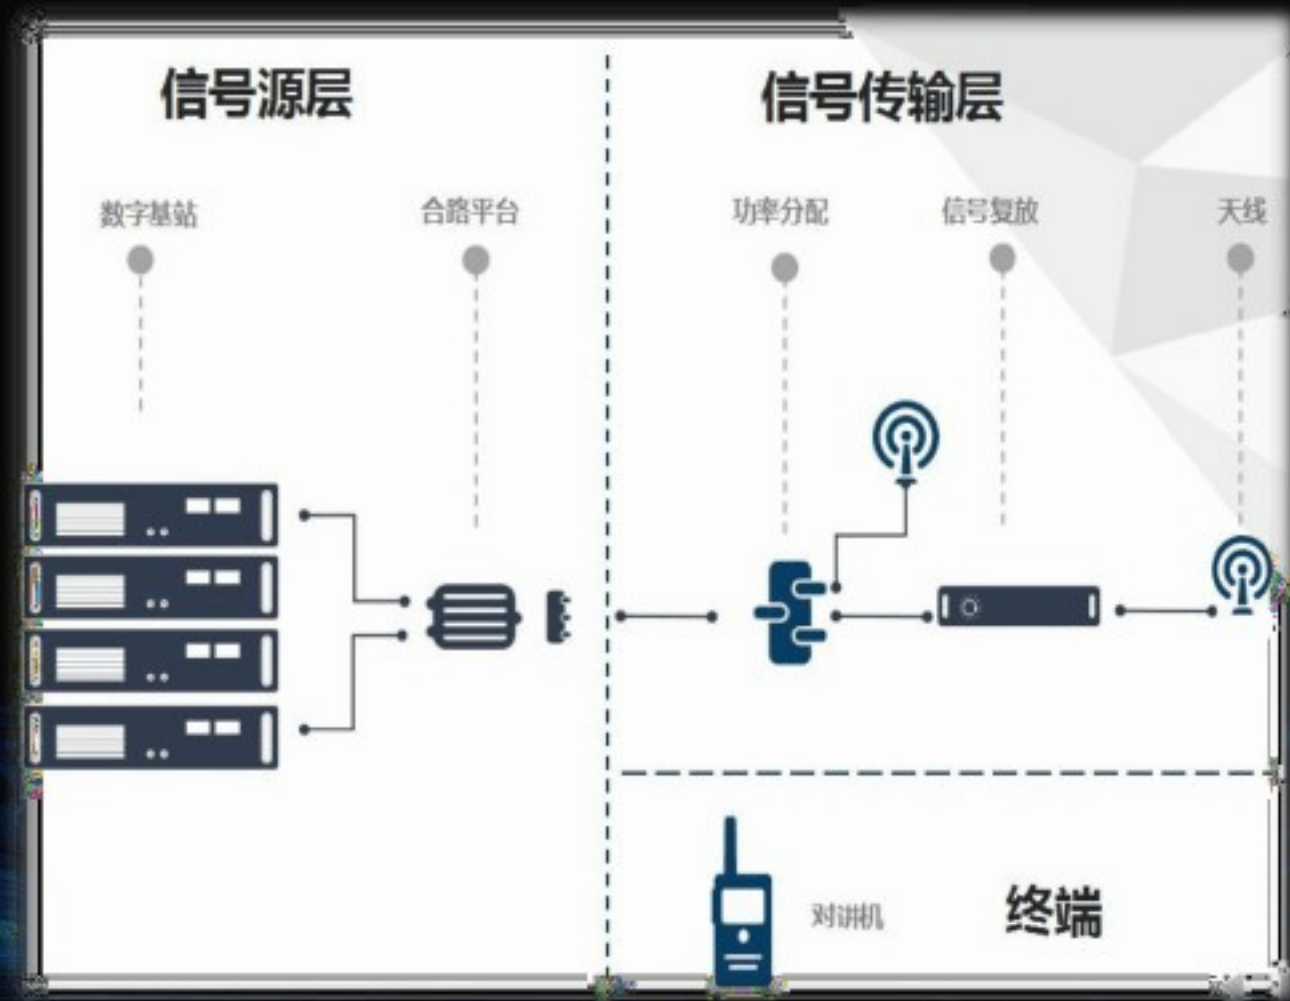 信号源层
信号传输层
数字基站
合路平台
功率分配
信号复放
天线
对讲机
终端